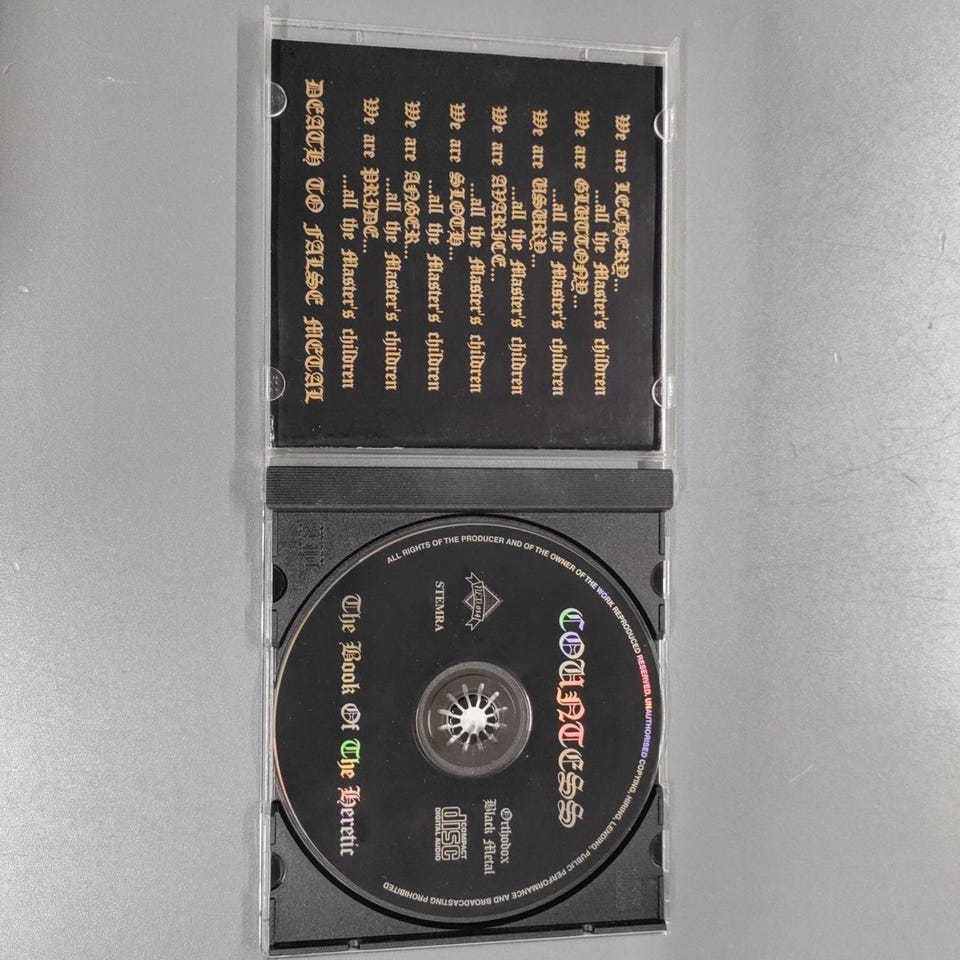 We are LECHERY...
...all the Master's children
We are GLUTTONY...
...all the Master's children
We are USURY...
...all the Master's children
We are AVARICE...
...all the Master's children
We are SLOTH...
...all the Master's children
We are ANGER...
...all the Master's children
We are PRIDE...
...all the Master's children
DEATH TO FALSE METAL
ALL RIGHTS OF THE PRODUCER AND OF THE OWNER OF THE WORK REPRODUCED RESERVED. UNAUTHORISED COPYING, HIRING, LENDING, PUBLIC PERFORMANCE AND BROADCASTING PROHIBITED
COUNTESS
STEMRA
Orthodox
Black Metal
COMPACT
disc
DIGITAL AUDIO
The Book Of The Heretic